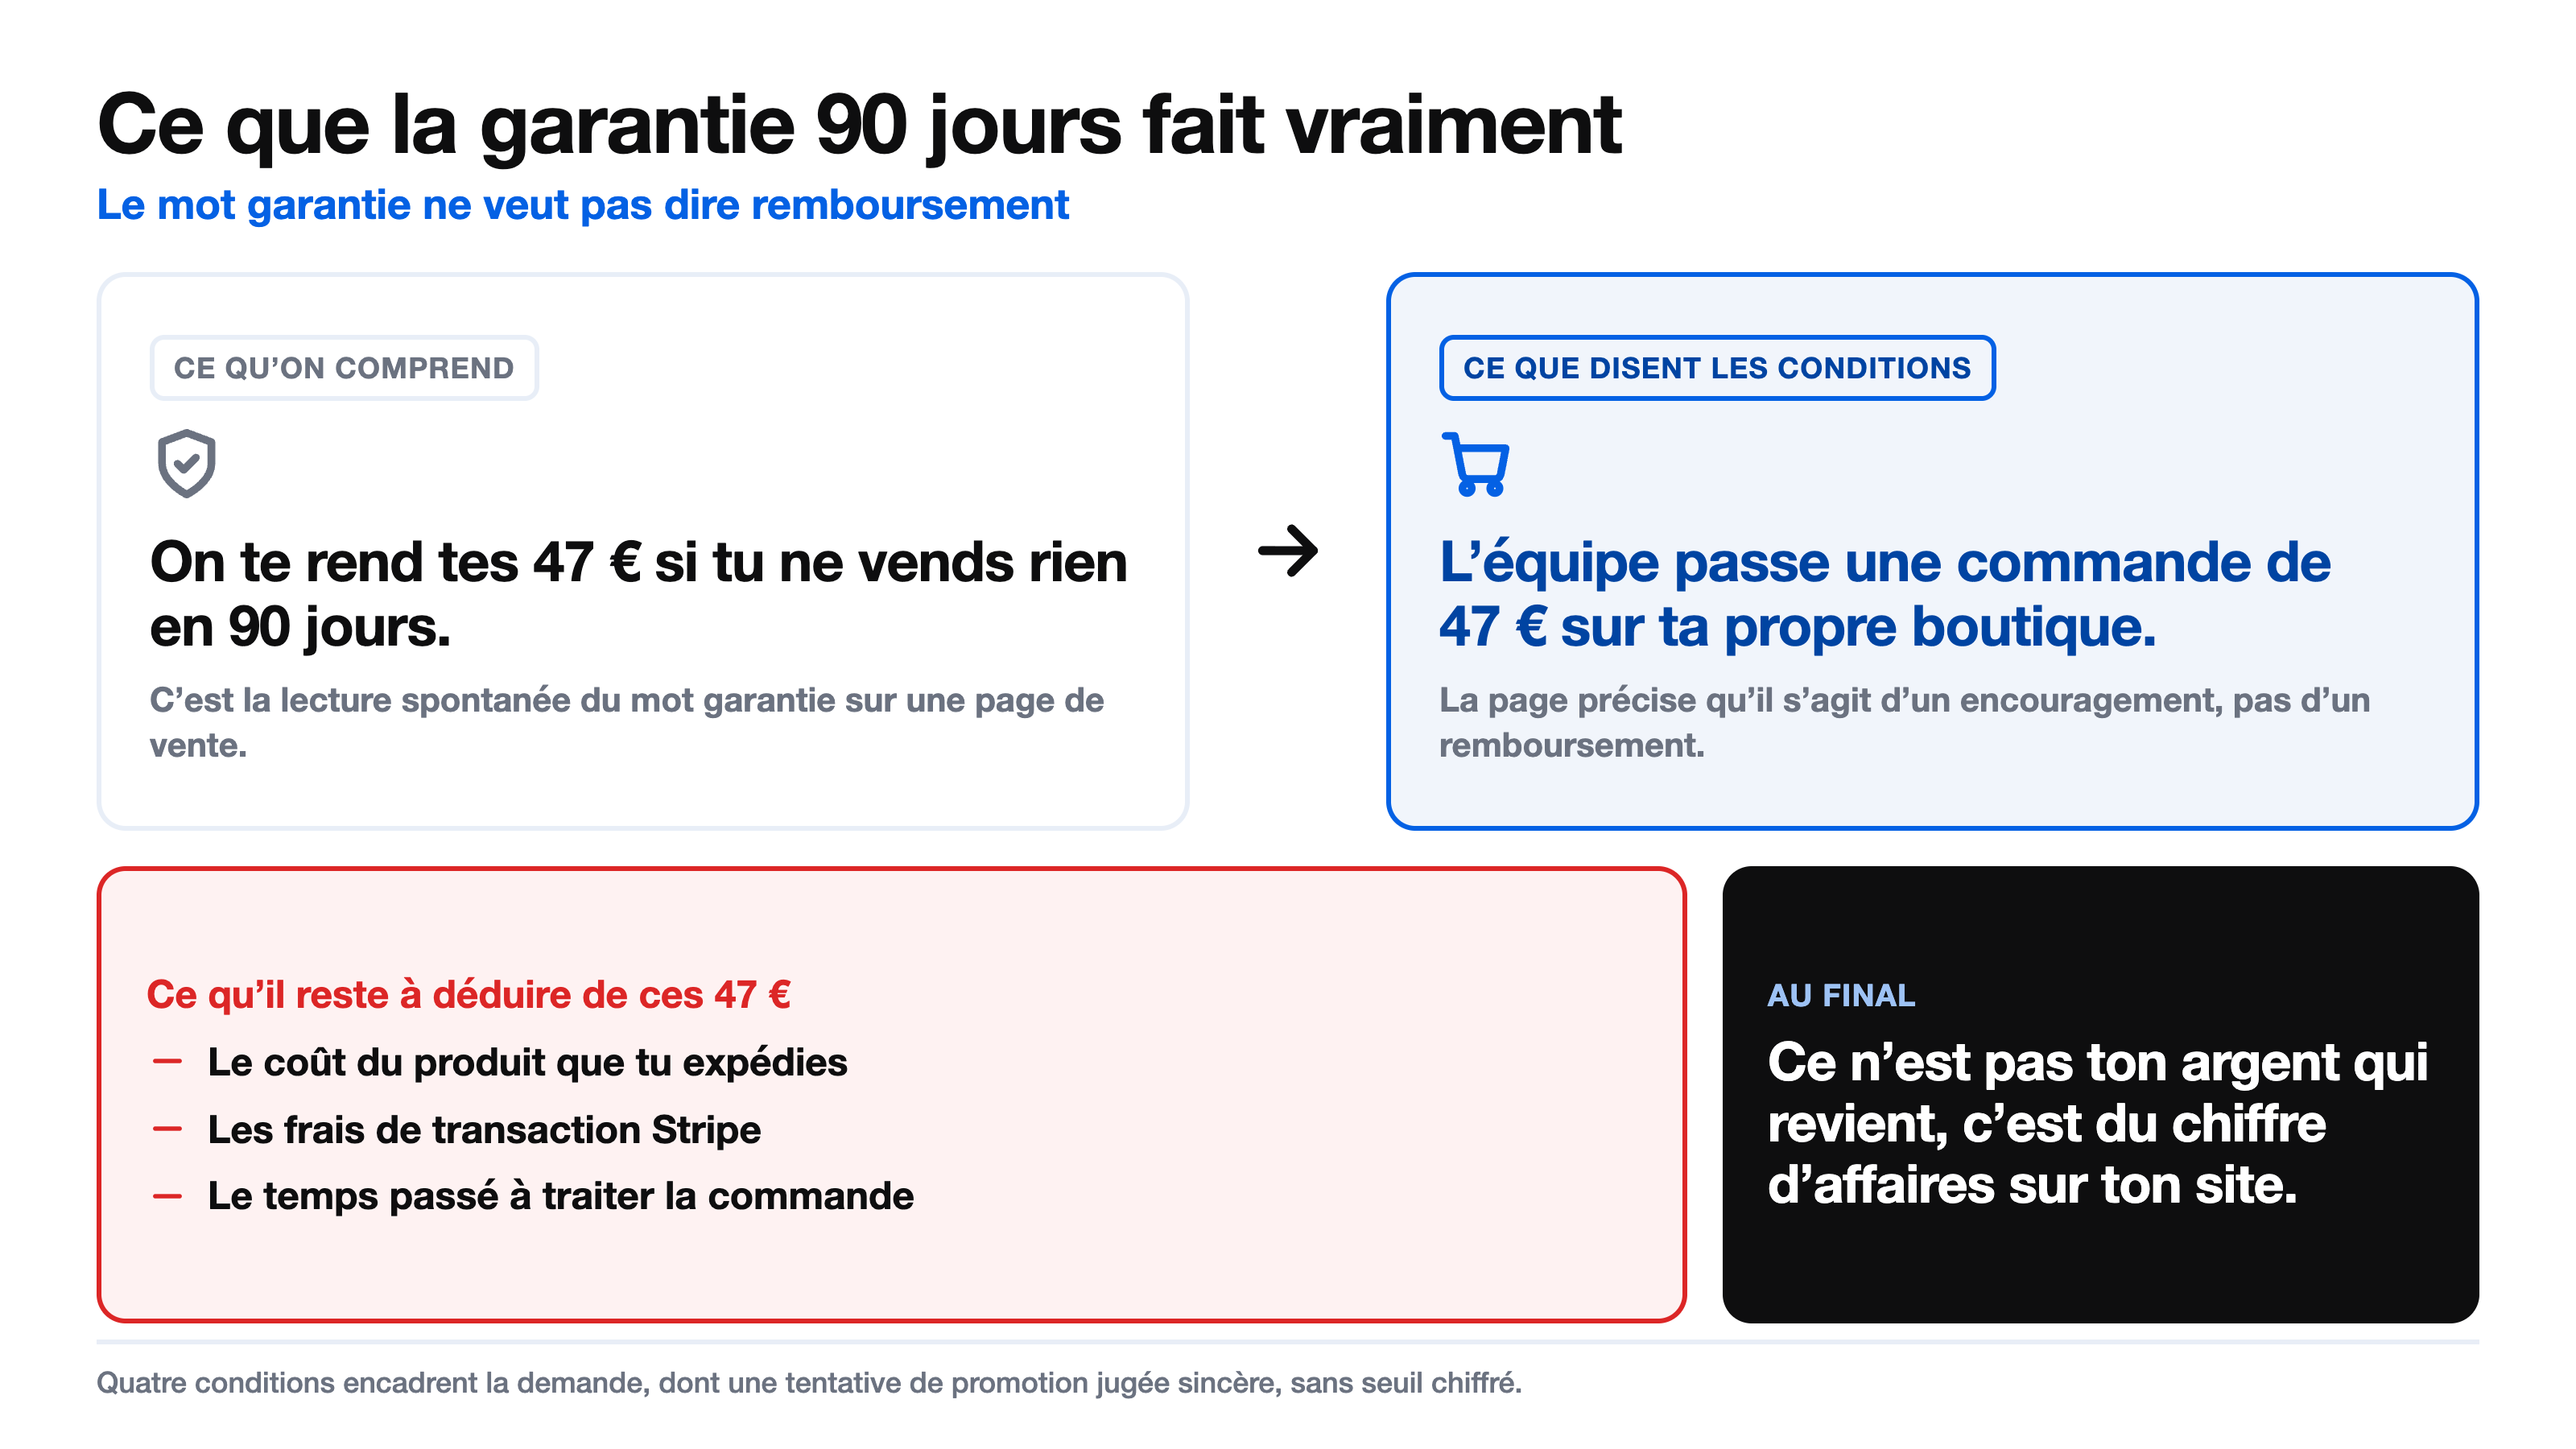 Ce que la garantie 90 jours fait vraiment
Le mot garantie ne veut pas dire remboursement
CE QU’ON COMPREND
On te rend tes 47 € si tu ne vends rien
en 90 jours.
C’est la lecture spontanée du mot garantie sur une page de
vente.
CE QUE DISENT LES CONDITIONS
L’équipe passe une commande de
47 € sur ta propre boutique.
La page précise qu’il s’agit d’un encouragement, pas d’un
remboursement.
Ce qu’il reste à déduire de ces 47 €
– Le coût du produit que tu expédies
– Les frais de transaction Stripe
– Le temps passé à traiter la commande
AU FINAL
Ce n’est pas ton argent qui
revient, c’est du chiffre
d’affaires sur ton site.
Quatre conditions encadrent la demande, dont une tentative de promotion jugée sincère, sans seuil chiffré.